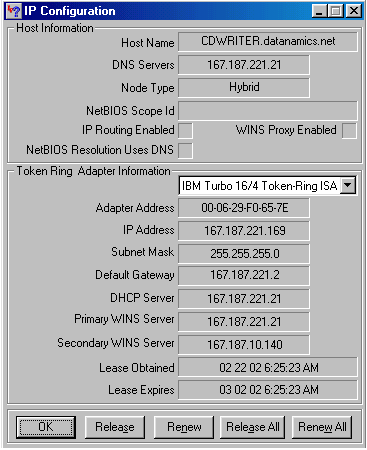 IP Configuration
Host Information
Host Name CDWRITER.datanamics.net
DNS Servers 167.187.221.21
Node Type Hybrid
NetBIOS Scope Id
IP Routing Enabled WINS Proxy Enabled
NetBIOS Resolution Uses DNS
Token Ring Adapter Information
IBM Turbo 16/4 Token-Ring ISA
Adapter Address 00-06-29-F0-65-7E
IP Address 167.187.221.169
Subnet Mask 255.255.255.0
Default Gateway 167.187.221.2
DHCP Server 167.187.221.21
Primary WINS Server 167.187.221.21
Secondary WINS Server 167.187.10.140
Lease Obtained 02 22 02 6:25:23 AM
Lease Expires 03 02 02 6:25:23 AM
OK Release Renew Release All Renew All